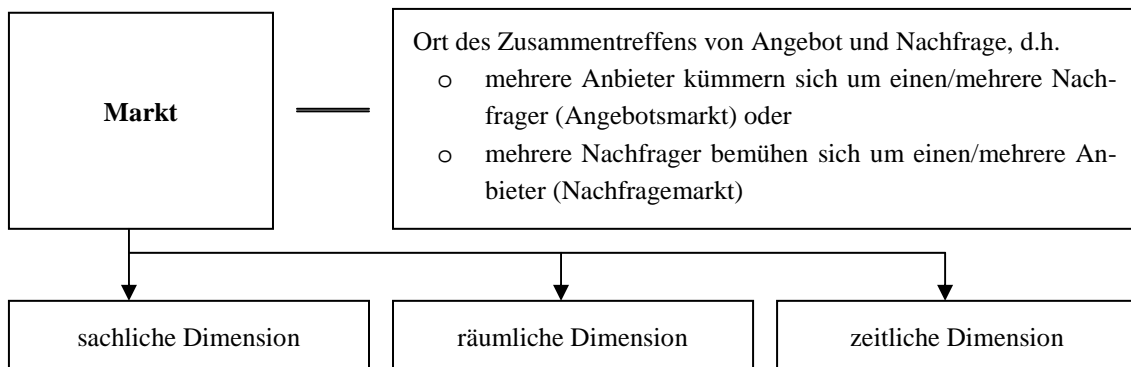 Markt
Ort des Zusammentreffens von Angebot und Nachfrage, d.h.
o mehrere Anbieter kümmern sich um einen/mehrere Nach-
frager (Angebotsmarkt) oder
o mehrere Nachfrager bemühen sich um einen/mehrere An-
bieter (Nachfragemarkt)
sachliche Dimension
räumliche Dimension
zeitliche Dimension